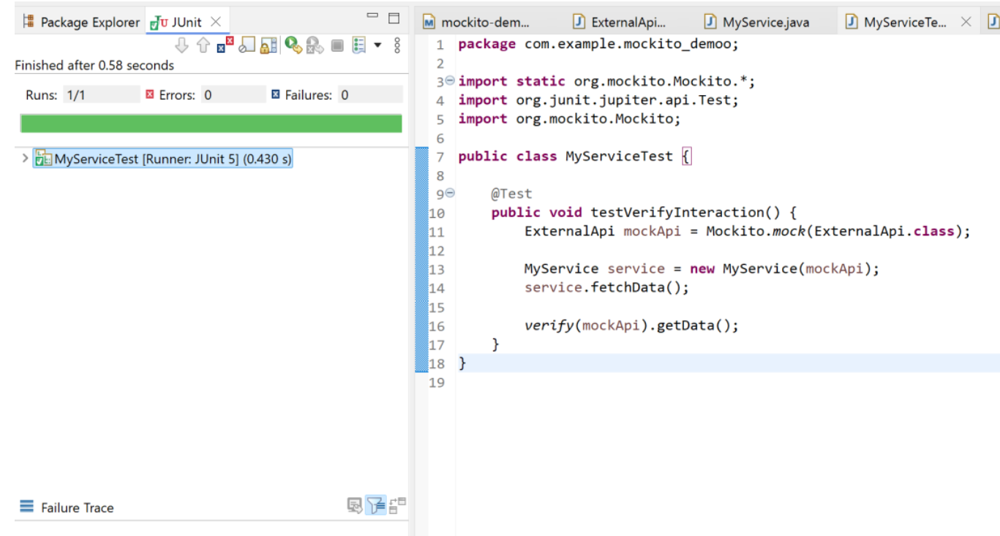 Package Explorer JUnit
Finished after 0.58 seconds
Runs: 1/1 Errors: 0 Failures: 0
MyServiceTest [Runner: JUnit 5] (0.430 s)
Failure Trace
mockito-dem... ExternalApi... MyService.java MyServiceTe...
1 package com.example.mockito_demoo;
2
3 import static org.mockito.Mockito.*;
4 import org.junit.jupiter.api.Test;
5 import org.mockito.Mockito;
6
7 public class MyServiceTest {
8
9 @Test
10 public void testVerifyInteraction() {
11 ExternalApi mockApi = Mockito.mock(ExternalApi.class);
12
13 MyService service = new MyService(mockApi);
14 service.fetchData();
15
16 verify(mockApi).getData();
17 }
18 }
19